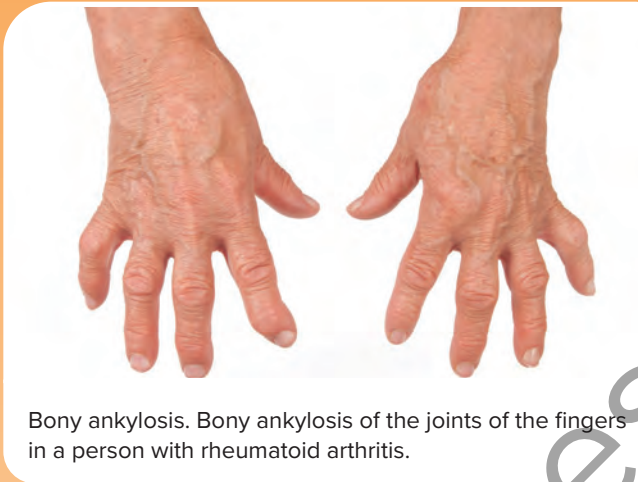 Bony ankylosis. Bony ankylosis of the joints of the fingers
in a person with rheumatoid arthritis.